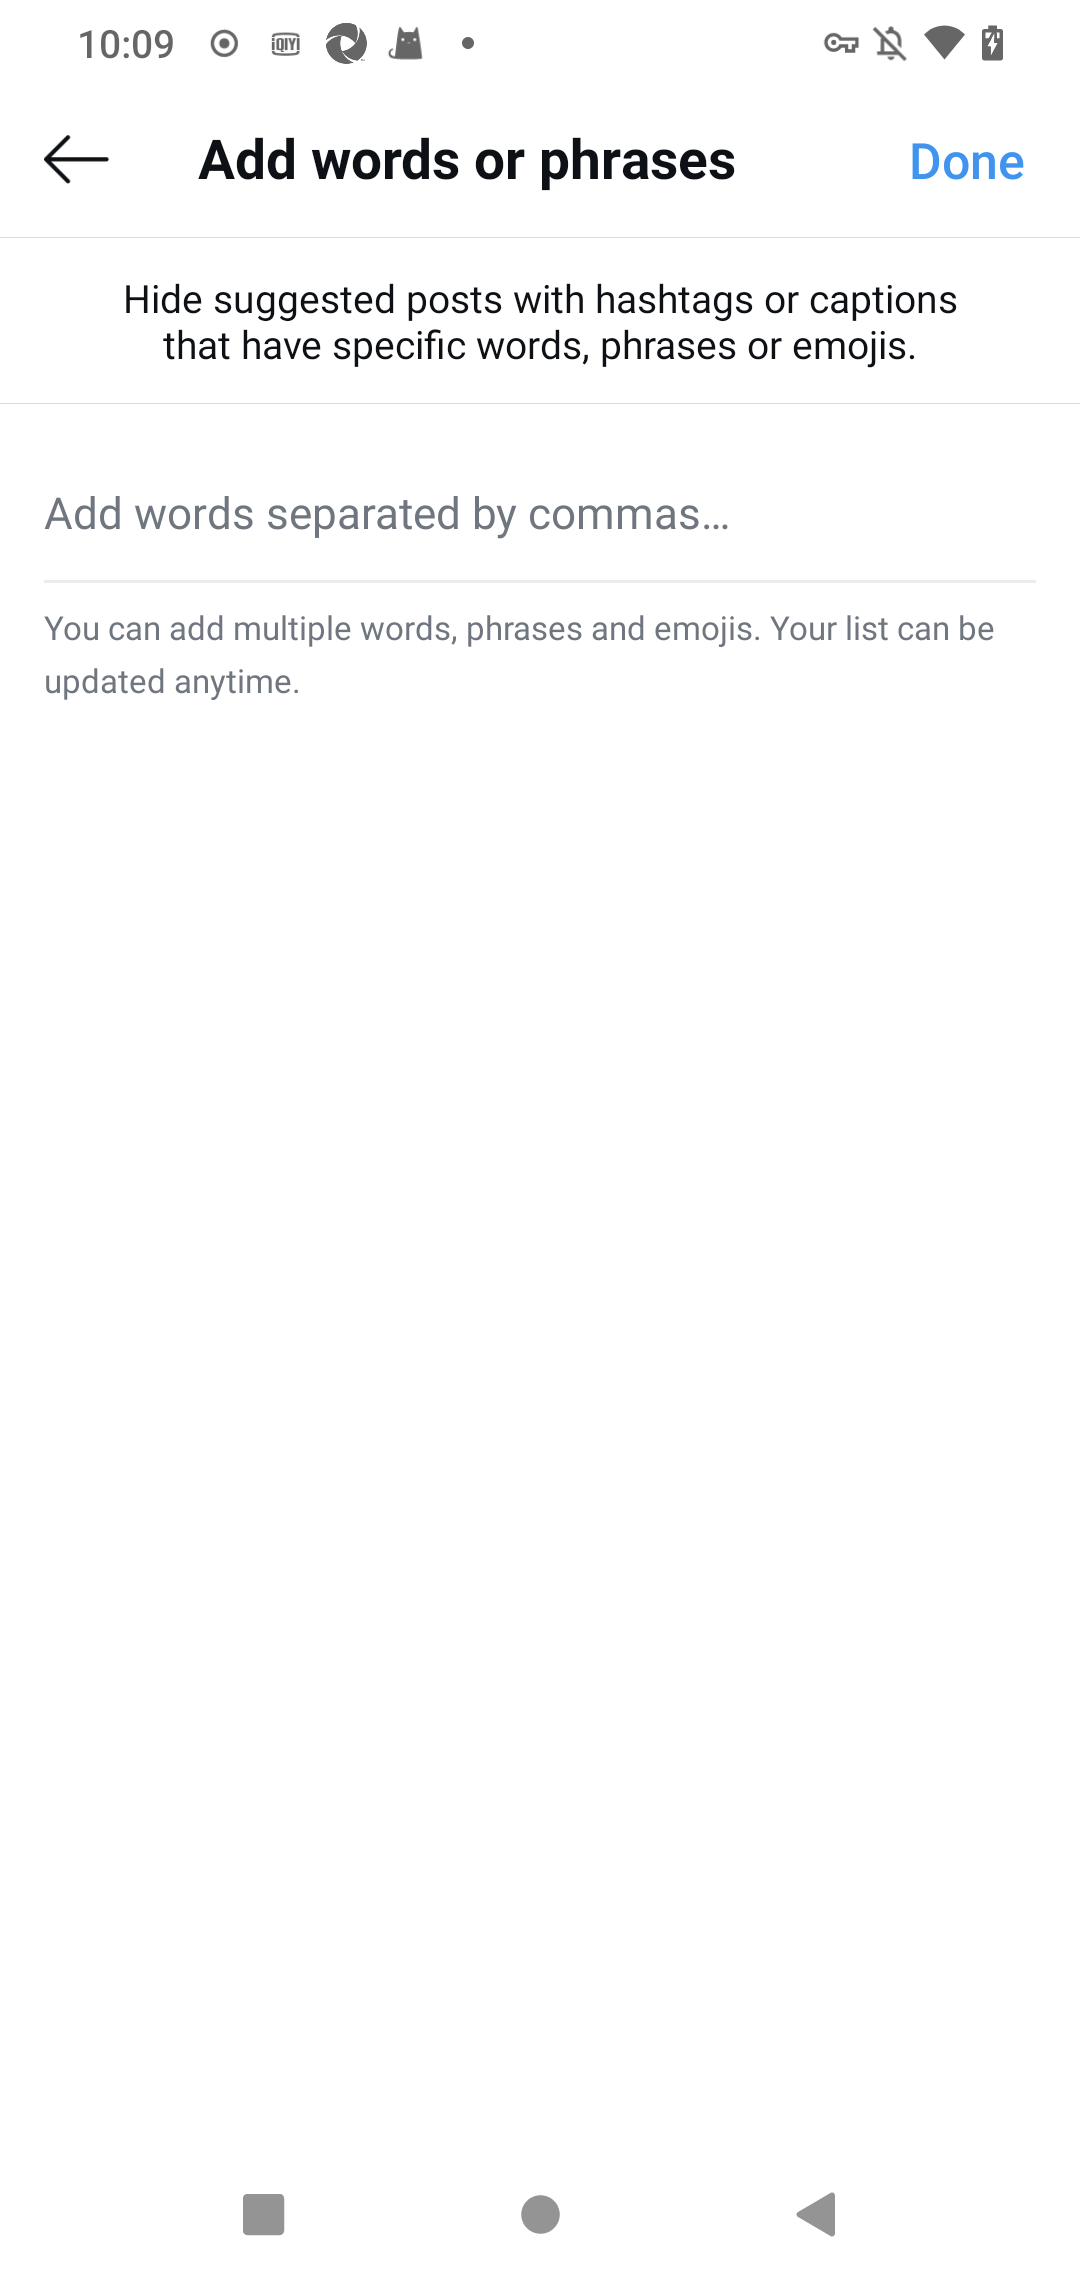 10:09 iQIYI
Add words or phrases
Done
Hide suggested posts with hashtags or captions
that have specific words, phrases or emojis.
Add words separated by commas…
You can add multiple words, phrases and emojis. Your list can be
updated anytime.